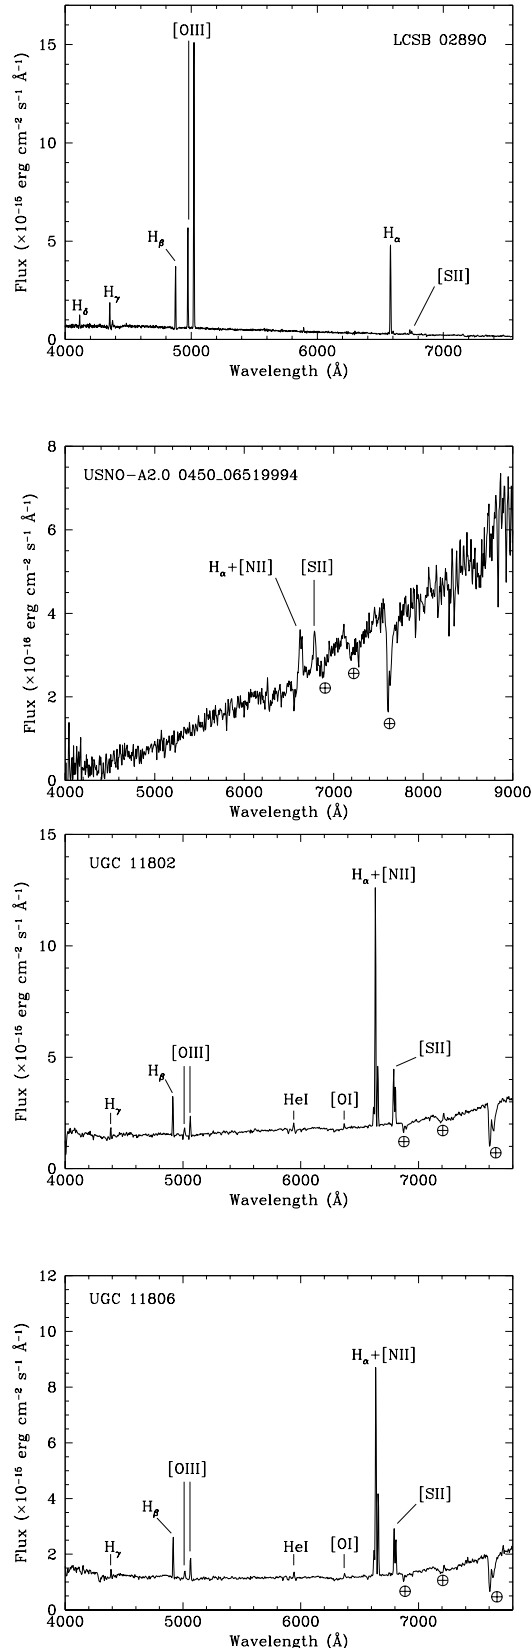 [OIII]
LCSB 02890
15
10
5
0
Hβ
Hα
[SII]
Hδ
Hγ
4000 5000 6000 7000
Wavelength (Å)
Flux (×10⁻¹⁵ erg cm⁻² s⁻¹ Å⁻¹)
8
USNO−A2.0 0450_06519994
6
4
2
0
Hα+[NII] [SII]
⊕ ⊕ ⊕
4000 5000 6000 7000 8000 9000
Wavelength (Å)
Flux (×10⁻¹⁶ erg cm⁻² s⁻¹ Å⁻¹)
15
UGC 11802
10
5
0
Hα+[NII]
[OIII] [SII]
Hβ
Hγ HeI [OI]
⊕ ⊕ ⊕
4000 5000 6000 7000
Wavelength (Å)
Flux (×10⁻¹⁵ erg cm⁻² s⁻¹ Å⁻¹)
12
UGC 11806
10
8
6
4
2
0
Hα+[NII]
[OIII] [SII]
Hβ
Hγ HeI [OI]
⊕ ⊕ ⊕
4000 5000 6000 7000
Wavelength (Å)
Flux (×10⁻¹⁵ erg cm⁻² s⁻¹ Å⁻¹)